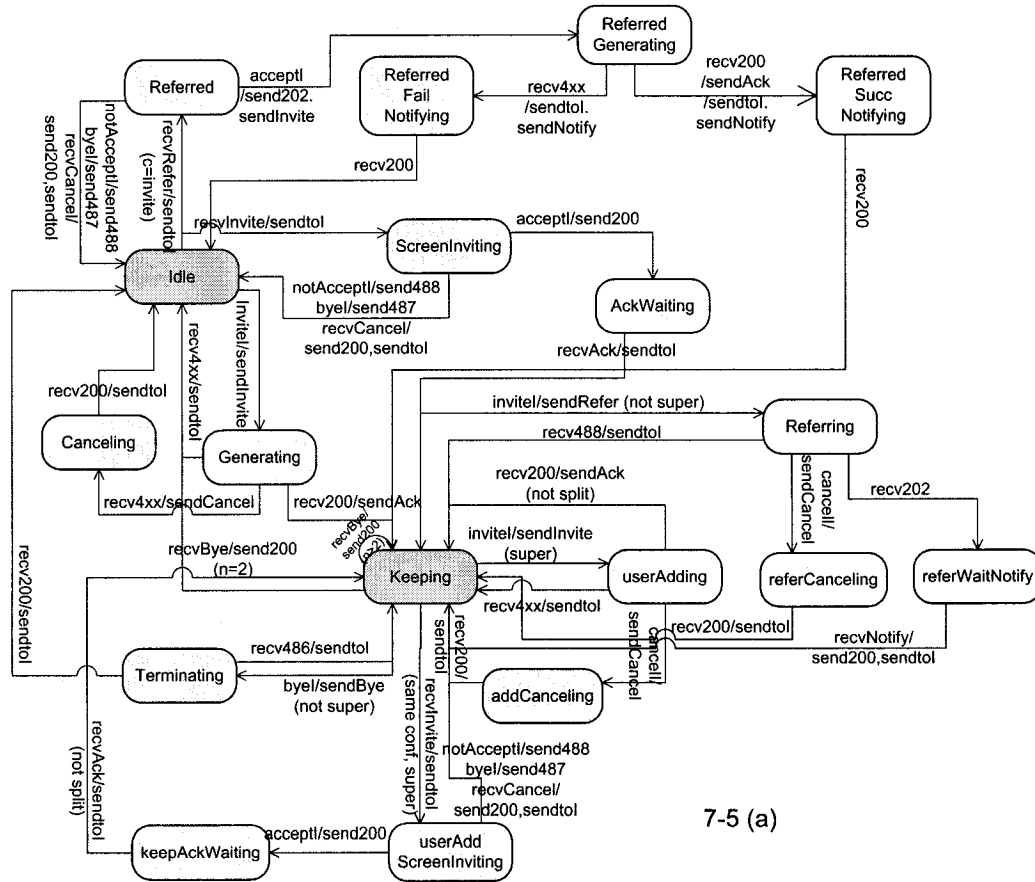 Referred
Generating
Referred
acceptI
/send202.
sendInvite
Referred
Fail
Notifying
recv4xx
/sendtoI.
sendNotify
recv200
/sendAck
/sendtoI.
sendNotify
Referred
Succ
Notifying
notAcceptI/send488
byeI/send487
recvCancel/
send200,sendtoI
recvRefer/sendtoI
(c=invite)
recv200
recv200
recvInvite/sendtoI
acceptI/send200
ScreenInviting
Idle
notAcceptI/send488
byeI/send487
recvCancel/
send200,sendtoI
AckWaiting
recvAck/sendtoI
InviteI/sendInvite
recv4xx/sendtoI
recv200/sendtoI
inviteI/sendRefer (not super)
recv488/sendtoI
Referring
Canceling
Generating
recv4xx/sendCancel
recv200/sendAck
recv200/sendAck
(not split)
cancelI/
sendCancel
recv202
recvBye/
send200
(n>2)
recvBye/send200
(n=2)
inviteI/sendInvite
(super)
Keeping
userAdding
referCanceling
referWaitNotify
recv4xx/sendtoI
recv200/sendtoI
recv200/sendtoI
recvNotify/
send200,sendtoI
recv486/sendtoI
Terminating
byeI/sendBye
(not super)
recv200/
sendtoI
cancelI/
sendCancel
addCanceling
recvInvite/sendtoI
(same conf, super)
notAcceptI/send488
byeI/send487
recvCancel/
send200,sendtoI
recvAck/sendtoI
(not split)
7-5 (a)
keepAckWaiting
acceptI/send200
userAdd
ScreenInviting